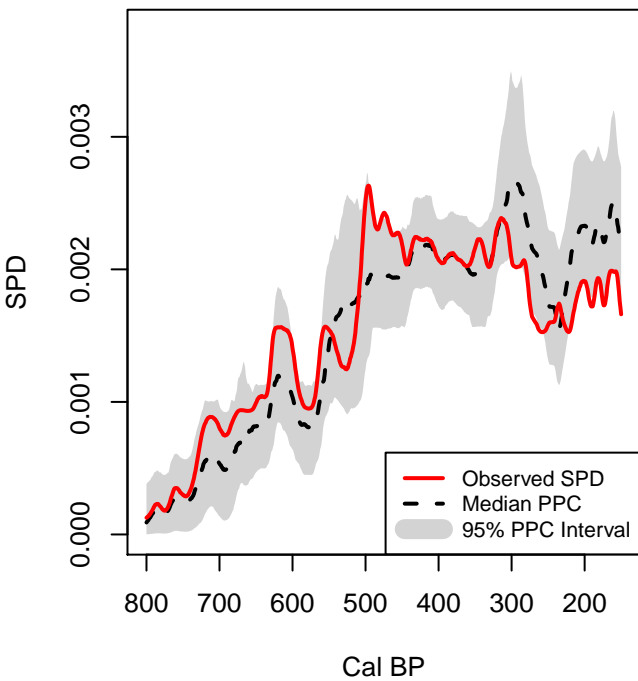 SPD
0.003
0.002
0.001
0.000
Observed SPD
Median PPC
95% PPC Interval
800 700 600 500 400 300 200
Cal BP